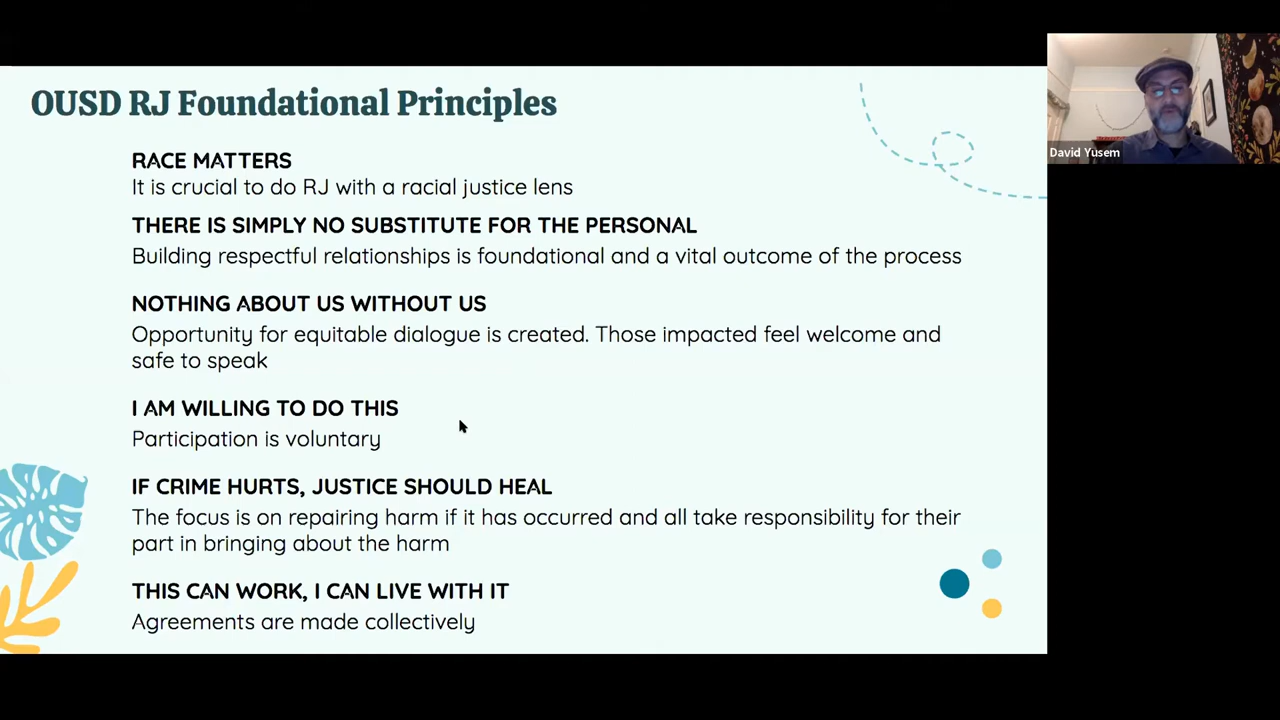 OUSD RJ Foundational Principles
RACE MATTERS
It is crucial to do RJ with a racial justice lens
THERE IS SIMPLY NO SUBSTITUTE FOR THE PERSONAL
Building respectful relationships is foundational and a vital outcome of the process
NOTHING ABOUT US WITHOUT US
Opportunity for equitable dialogue is created. Those impacted feel welcome and
safe to speak
I AM WILLING TO DO THIS
Participation is voluntary
IF CRIME HURTS, JUSTICE SHOULD HEAL
The focus is on repairing harm if it has occurred and all take responsibility for their
part in bringing about the harm
THIS CAN WORK, I CAN LIVE WITH IT
Agreements are made collectively
David Yusem